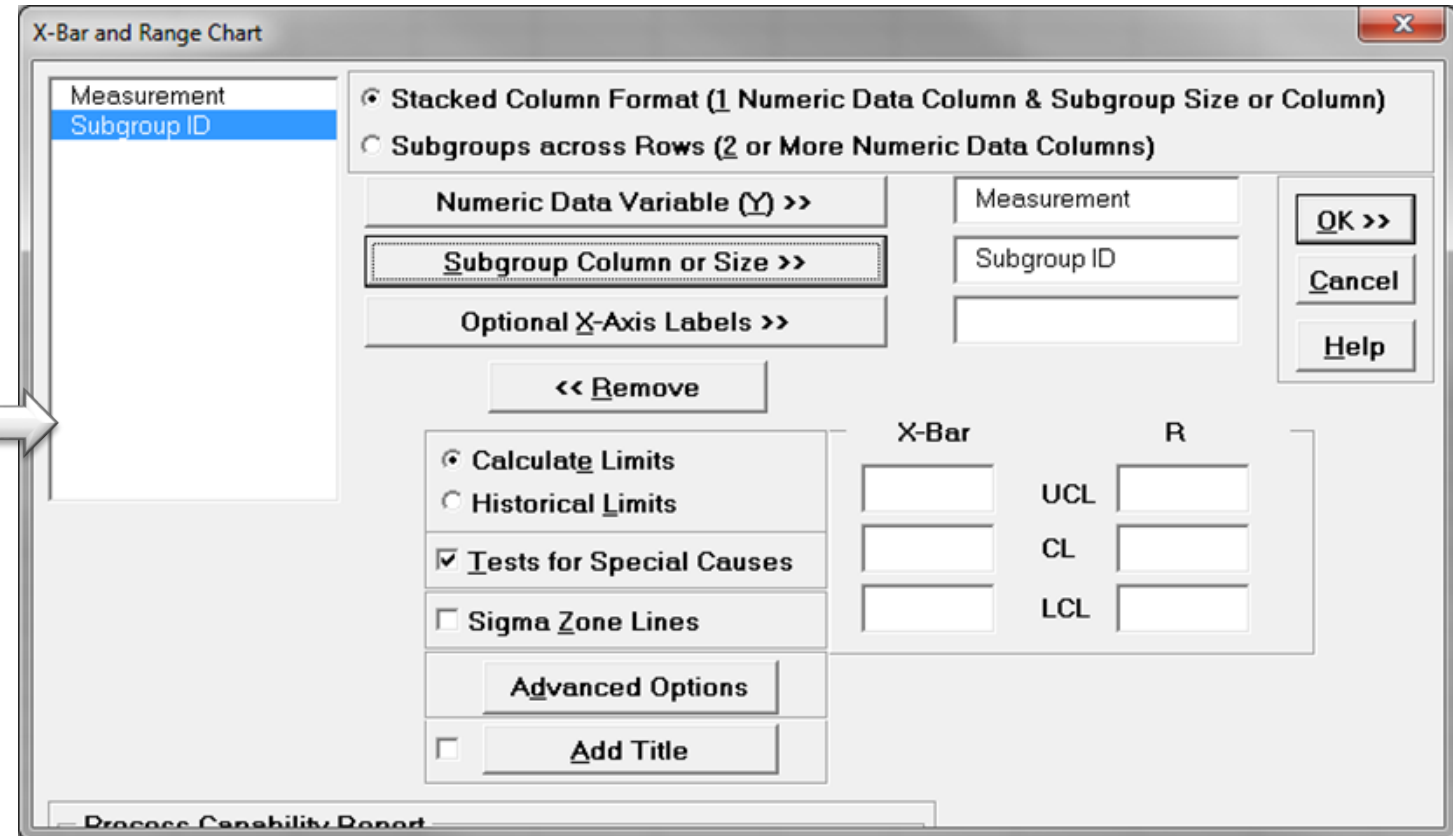 X-Bar and Range Chart
Measurement
Subgroup ID
Stacked Column Format (1 Numeric Data Column & Subgroup Size or Column)
Subgroups across Rows (2 or More Numeric Data Columns)
Numeric Data Variable (Y) >>
Measurement
Subgroup Column or Size >>
Subgroup ID
Optional X-Axis Labels >>
<< Remove
OK >>
Cancel
Help
Calculate Limits
Historical Limits
Tests for Special Causes
Sigma Zone Lines
Advanced Options
Add Title
X-Bar
R
UCL
CL
LCL
Process Capability Report